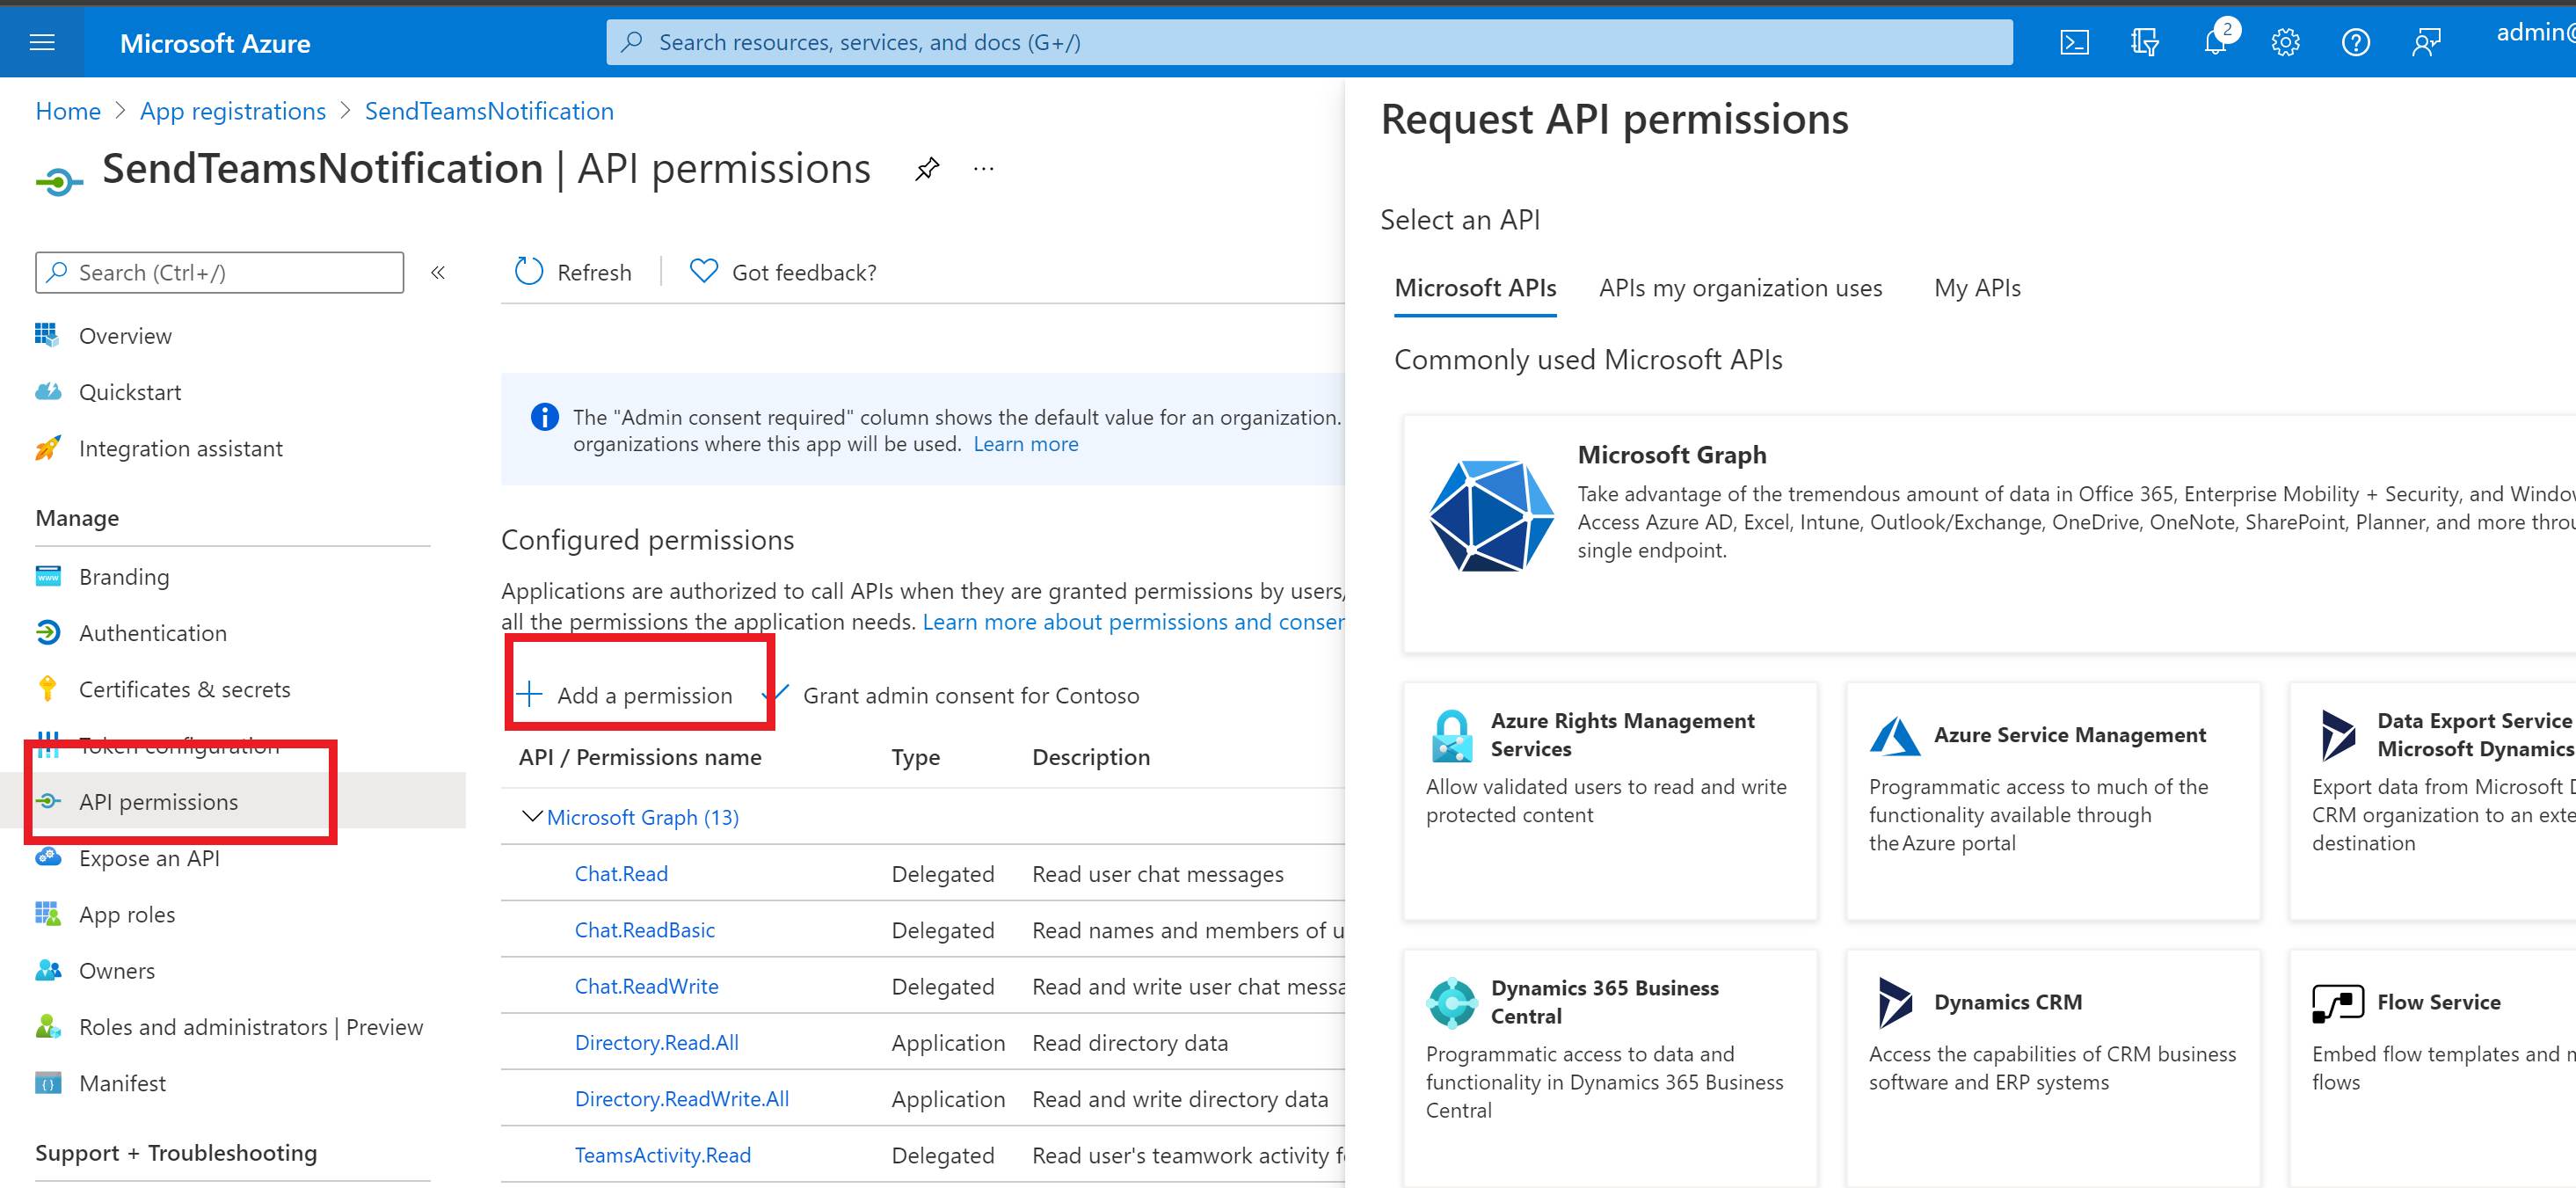 Microsoft Azure
Search resources, services, and docs (G+/)
2
admin@
Home > App registrations > SendTeamsNotification
SendTeamsNotification | API permissions
...
Search (Ctrl+/)
«
Overview
Quickstart
Integration assistant
Manage
www
Branding
Authentication
Certificates & secrets
Token configuration
API permissions
Expose an API
App roles
Owners
Roles and administrators | Preview
Manifest
Support + Troubleshooting
Refresh
Got feedback?
The "Admin consent required" column shows the default value for an organization.
organizations where this app will be used. Learn more
Configured permissions
Applications are authorized to call APIs when they are granted permissions by users/
all the permissions the application needs. Learn more about permissions and consen
Add a permission
Grant admin consent for Contoso
API / Permissions name Type Description
Microsoft Graph (13)
Chat.Read Delegated Read user chat messages
Chat.ReadBasic Delegated Read names and members of u
Chat.ReadWrite Delegated Read and write user chat messa
Directory.Read.All Application Read directory data
Directory.ReadWrite.All Application Read and write directory data
TeamsActivity.Read Delegated Read user's teamwork activity f
Request API permissions
Select an API
Microsoft APIs APIs my organization uses My APIs
Commonly used Microsoft APIs
Microsoft Graph
Take advantage of the tremendous amount of data in Office 365, Enterprise Mobility + Security, and Window
Access Azure AD, Excel, Intune, Outlook/Exchange, OneDrive, OneNote, SharePoint, Planner, and more throu
single endpoint.
Azure Rights Management
Services
Allow validated users to read and write
protected content
Azure Service Management
Programmatic access to much of the
functionality available through
the Azure portal
Data Export Service
Microsoft Dynamics
Export data from Microsoft D
CRM organization to an exte
destination
Dynamics 365 Business
Central
Programmatic access to data and
functionality in Dynamics 365 Business
Central
Dynamics CRM
Access the capabilities of CRM business
software and ERP systems
Flow Service
Embed flow templates and m
flows